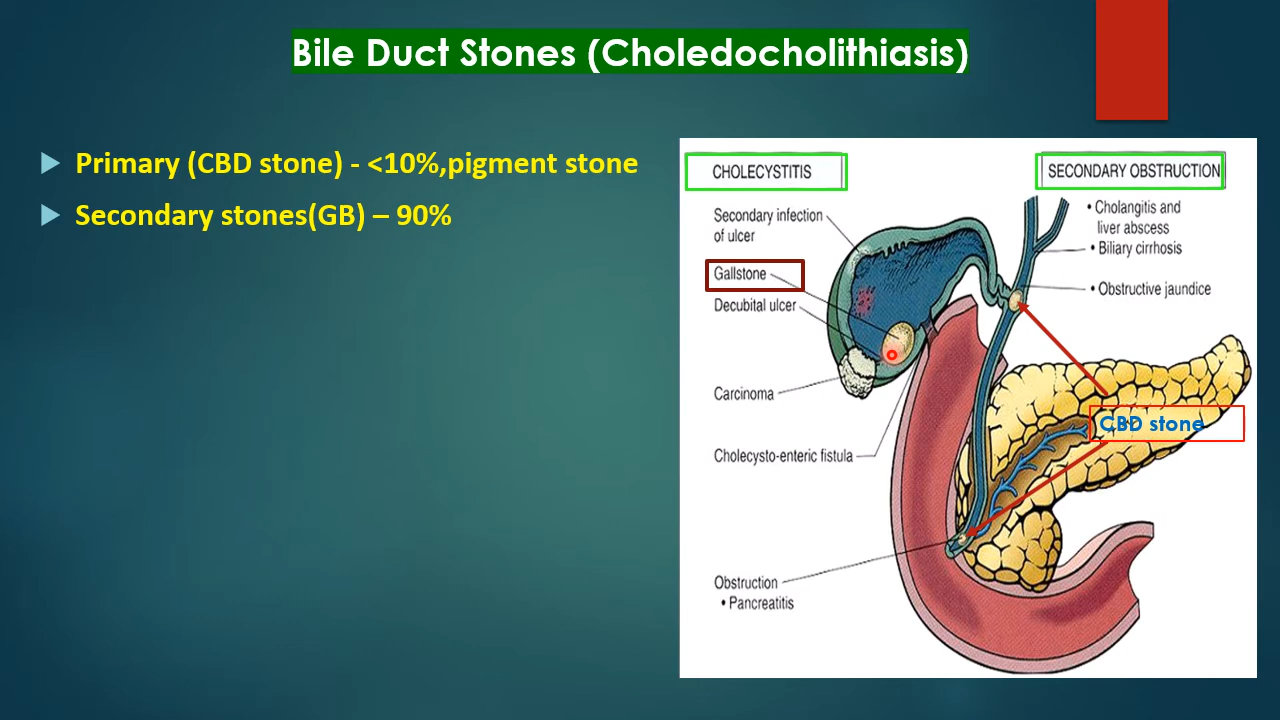 Bile Duct Stones (Choledocholithiasis)
Primary (CBD stone) - <10%,pigment stone
Secondary stones(GB) – 90%
CHOLECYSTITIS
Secondary infection
of ulcer
Gallstone
Decubital ulcer
Carcinoma
Cholecysto-enteric fistula
Obstruction
• Pancreatitis
SECONDARY OBSTRUCTION
• Cholangitis and
liver abscess
• Biliary cirrhosis
• Obstructive jaundice
CBD stone